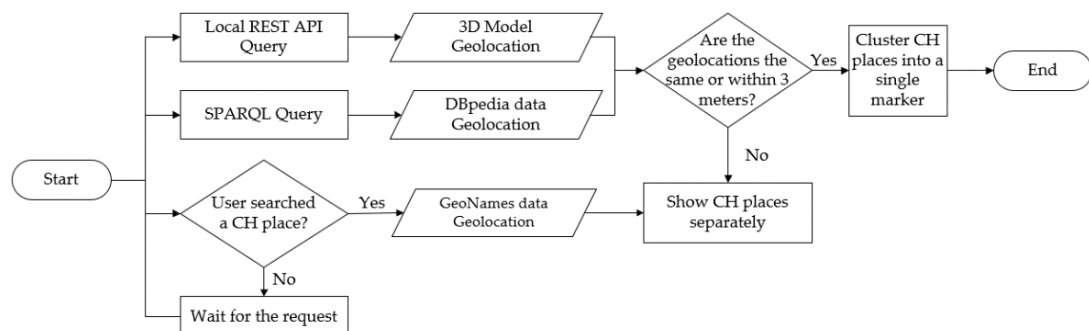 Local REST API
Query
3D Model
Geolocation
Are the
geolocations the
same or within 3
meters?
Yes
Cluster CH
places into a
single
marker
End
SPARQL Query
DBpedia data
Geolocation
No
Start
User searched
a CH place?
Yes
GeoNames data
Geolocation
Show CH places
separately
No
Wait for the request